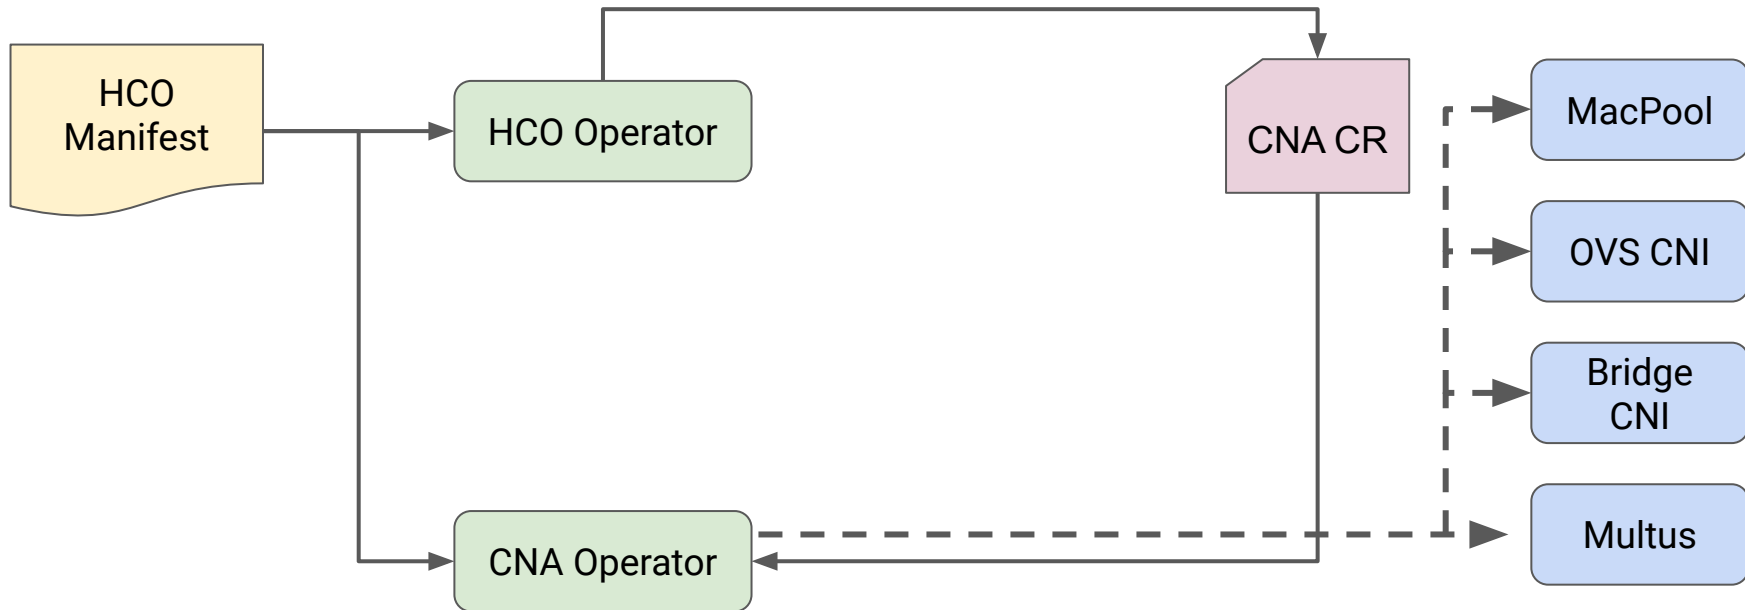 HCO
Manifest
HCO Operator
CNA CR
MacPool
OVS CNI
Bridge
CNI
CNA Operator
Multus